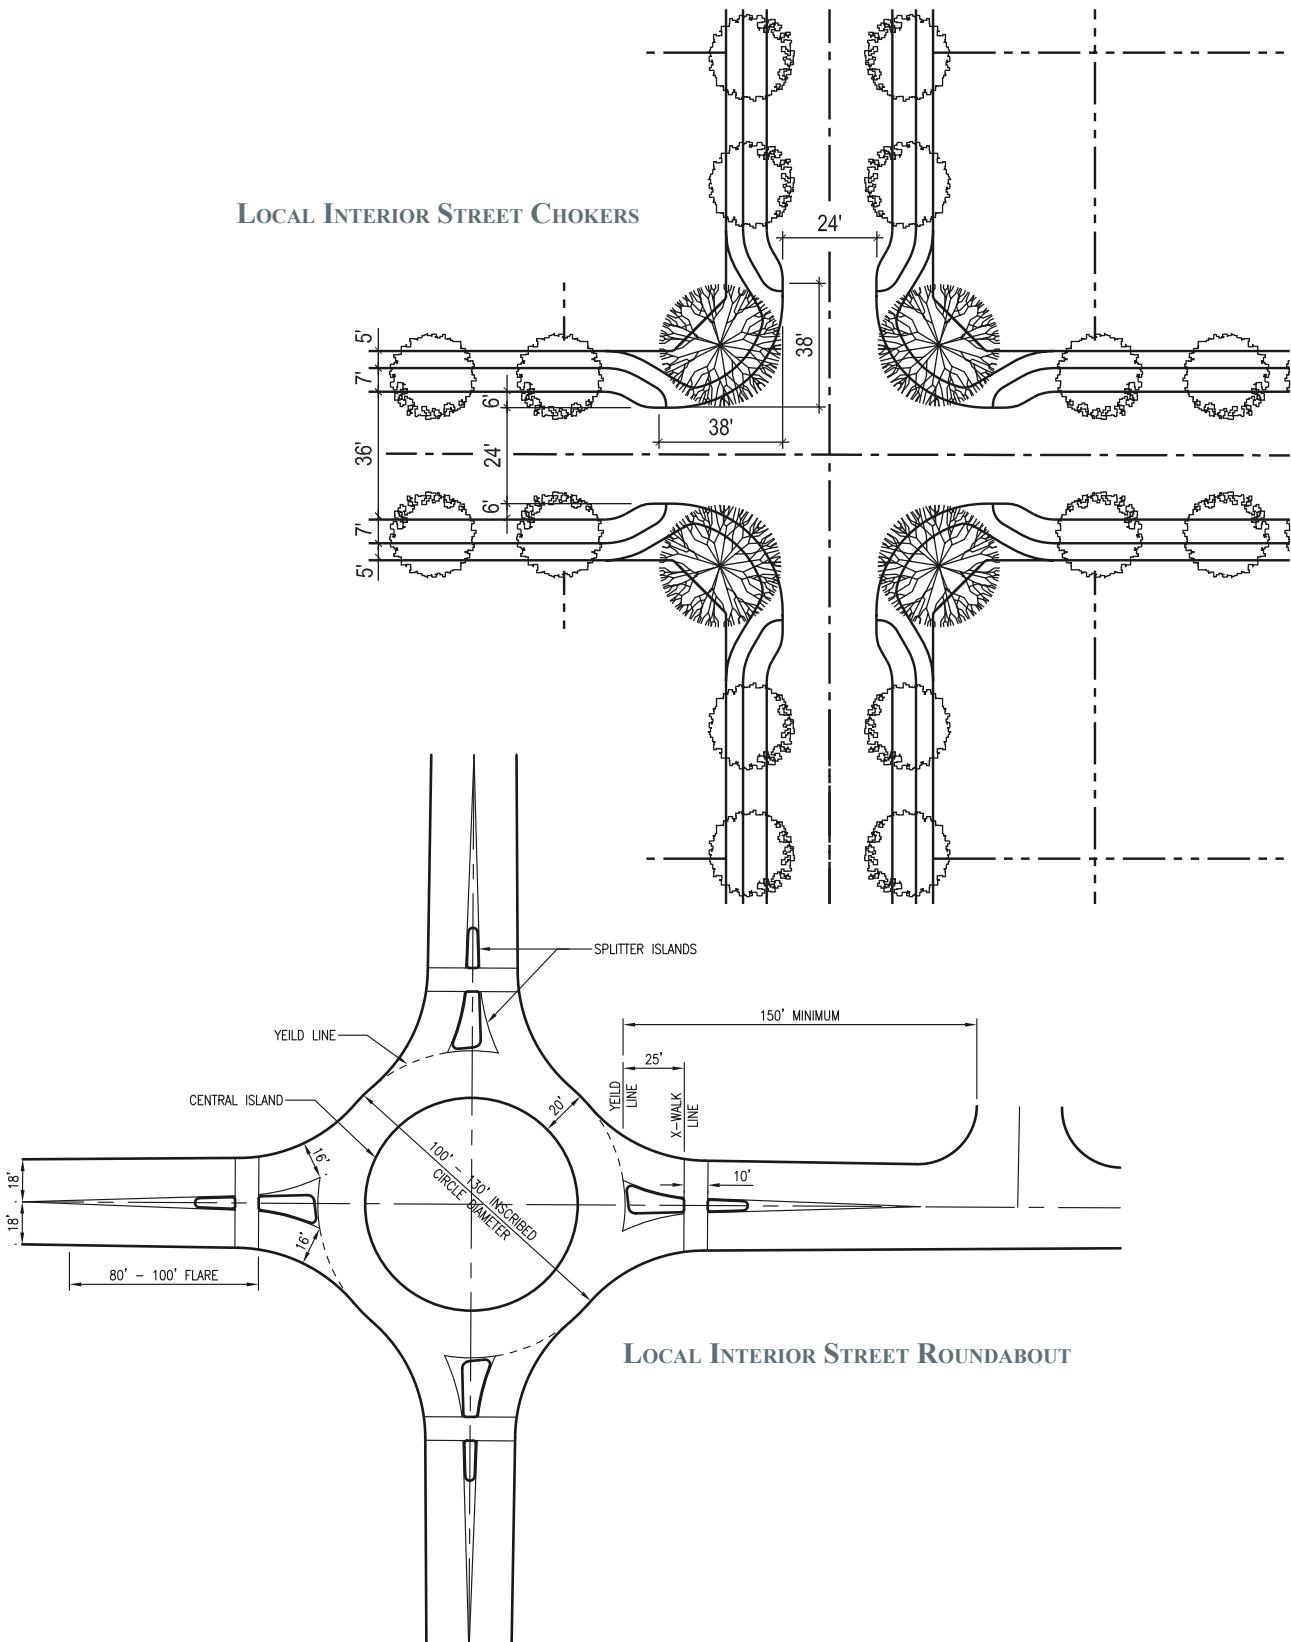 LOCAL INTERIOR STREET CHOKERS
24'
38'
38'
5'
7'
36'
7'
5'
6'
24'
6'
SPLITTER ISLANDS
YEILD LINE
CENTRAL ISLAND
150' MINIMUM
25'
YEILD
LINE
X-WALK
LINE
20'
16'
100' - 130' INSCRIBED
CIRCLE DIAMETER
10'
18'
18'
16'
80' - 100' FLARE
LOCAL INTERIOR STREET ROUNDABOUT